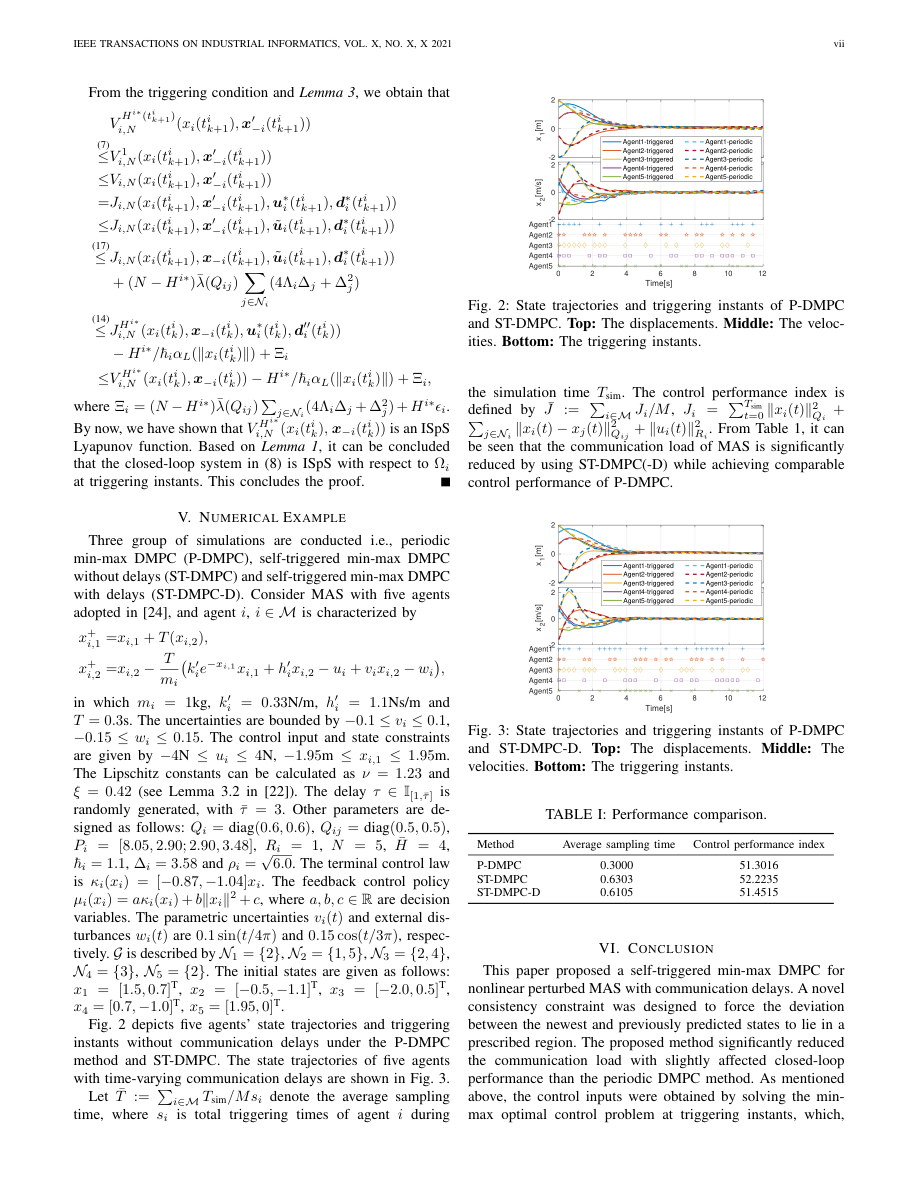 IEEE TRANSACTIONS ON INDUSTRIAL INFORMATICS, VOL. X, NO. X, X 2021 vii
From the triggering condition and Lemma 3, we obtain that
V_{i,N}^{H^{i*}(t_{k+1}^i)}(x_i(t_{k+1}^i), x'_{-i}(t_{k+1}^i))
(7) ≤V_{i,N}^1(x_i(t_{k+1}^i), x'_{-i}(t_{k+1}^i))
≤V_{i,N}(x_i(t_{k+1}^i), x'_{-i}(t_{k+1}^i))
=J_{i,N}(x_i(t_{k+1}^i), x'_{-i}(t_{k+1}^i), u_i^*(t_{k+1}^i), d_i^*(t_{k+1}^i))
≤J_{i,N}(x_i(t_{k+1}^i), x'_{-i}(t_{k+1}^i), ũ_i(t_{k+1}^i), d_i^*(t_{k+1}^i))
(17) ≤ J_{i,N}(x_i(t_{k+1}^i), x_{-i}(t_{k+1}^i), ũ_i(t_{k+1}^i), d_i^*(t_{k+1}^i))
+ (N − H^{i*})λ̄(Q_{ij}) ∑_{j∈N_i} (4Λ_iΔ_j + Δ_j^2)
(14) ≤ J_{i,N}^{H^{i*}}(x_i(t_k^i), x_{-i}(t_k^i), u_i^*(t_k^i), d''_i(t_k^i))
− H^{i*}/ℏ_iα_L(‖x_i(t_k^i)‖) + Ξ_i
≤V_{i,N}^{H^{i*}}(x_i(t_k^i), x_{-i}(t_k^i)) − H^{i*}/ℏ_iα_L(‖x_i(t_k^i)‖) + Ξ_i,
where Ξ_i = (N − H^{i*})λ̄(Q_{ij}) ∑_{j∈N_i}(4Λ_iΔ_j + Δ_j^2) + H^{i*}ϵ_i.
By now, we have shown that V_{i,N}^{H^{i*}}(x_i(t_k^i), x_{-i}(t_k^i)) is an ISpS
Lyapunov function. Based on Lemma 1, it can be concluded
that the closed-loop system in (8) is ISpS with respect to Ω_i
at triggering instants. This concludes the proof. ■
V. NUMERICAL EXAMPLE
Three group of simulations are conducted i.e., periodic
min-max DMPC (P-DMPC), self-triggered min-max DMPC
without delays (ST-DMPC) and self-triggered min-max DMPC
with delays (ST-DMPC-D). Consider MAS with five agents
adopted in [24], and agent i, i ∈ M is characterized by
x_{i,1}^+ =x_{i,1} + T(x_{i,2}),
x_{i,2}^+ =x_{i,2} − T/m_i (k'_i e^{−x_{i,1}} x_{i,1} + h'_i x_{i,2} − u_i + v_i x_{i,2} − w_i),
in which m_i = 1kg, k'_i = 0.33N/m, h'_i = 1.1Ns/m and
T = 0.3s. The uncertainties are bounded by −0.1 ≤ v_i ≤ 0.1,
−0.15 ≤ w_i ≤ 0.15. The control input and state constraints
are given by −4N ≤ u_i ≤ 4N, −1.95m ≤ x_{i,1} ≤ 1.95m.
The Lipschitz constants can be calculated as ν = 1.23 and
ξ = 0.42 (see Lemma 3.2 in [22]). The delay τ ∈ I_{[1,τ̄]} is
randomly generated, with τ̄ = 3. Other parameters are de-
signed as follows: Q_i = diag(0.6, 0.6), Q_{ij} = diag(0.5, 0.5),
P_i = [8.05, 2.90; 2.90, 3.48], R_i = 1, N = 5, H̄ = 4,
ℏ_i = 1.1, Δ_i = 3.58 and ρ_i = √6.0. The terminal control law
is κ_i(x_i) = [−0.87, −1.04]x_i. The feedback control policy
μ_i(x_i) = aκ_i(x_i) + b‖x_i‖^2 + c, where a, b, c ∈ R are decision
variables. The parametric uncertainties v_i(t) and external dis-
turbances w_i(t) are 0.1 sin(t/4π) and 0.15 cos(t/3π), respec-
tively. G is described by N_1 = {2}, N_2 = {1, 5}, N_3 = {2, 4},
N_4 = {3}, N_5 = {2}. The initial states are given as follows:
x_1 = [1.5, 0.7]^T, x_2 = [−0.5, −1.1]^T, x_3 = [−2.0, 0.5]^T,
x_4 = [0.7, −1.0]^T, x_5 = [1.95, 0]^T.
Fig. 2 depicts five agents' state trajectories and triggering
instants without communication delays under the P-DMPC
method and ST-DMPC. The state trajectories of five agents
with time-varying communication delays are shown in Fig. 3.
Let T̄ := ∑_{i∈M} T_sim/Ms_i denote the average sampling
time, where s_i is total triggering times of agent i during
2
0
-2
x_1[m]
Agent1-triggered Agent1-periodic
Agent2-triggered Agent2-periodic
Agent3-triggered Agent3-periodic
Agent4-triggered Agent4-periodic
Agent5-triggered Agent5-periodic
2
0
-2
x_2[m/s]
Agent1
Agent2
Agent3
Agent4
Agent5
0 2 4 6 8 10 12
Time[s]
Fig. 2: State trajectories and triggering instants of P-DMPC
and ST-DMPC. Top: The displacements. Middle: The veloc-
ities. Bottom: The triggering instants.
the simulation time T_sim. The control performance index is
defined by J̄ := ∑_{i∈M} J_i/M, J_i = ∑_{t=0}^{T_sim} ‖x_i(t)‖_{Q_i}^2 +
∑_{j∈N_i} ‖x_i(t) − x_j(t)‖_{Q_{ij}}^2 + ‖u_i(t)‖_{R_i}^2. From Table 1, it can
be seen that the communication load of MAS is significantly
reduced by using ST-DMPC(-D) while achieving comparable
control performance of P-DMPC.
2
0
-2
x_1[m]
Agent1-triggered Agent1-periodic
Agent2-triggered Agent2-periodic
Agent3-triggered Agent3-periodic
Agent4-triggered Agent4-periodic
Agent5-triggered Agent5-periodic
2
0
-2
x_2[m/s]
Agent1
Agent2
Agent3
Agent4
Agent5
0 2 4 6 8 10 12
Time[s]
Fig. 3: State trajectories and triggering instants of P-DMPC
and ST-DMPC-D. Top: The displacements. Middle: The
velocities. Bottom: The triggering instants.
TABLE I: Performance comparison.
Method Average sampling time Control performance index
P-DMPC 0.3000 51.3016
ST-DMPC 0.6303 52.2235
ST-DMPC-D 0.6105 51.4515
VI. CONCLUSION
This paper proposed a self-triggered min-max DMPC for
nonlinear perturbed MAS with communication delays. A novel
consistency constraint was designed to force the deviation
between the newest and previously predicted states to lie in a
prescribed region. The proposed method significantly reduced
the communication load with slightly affected closed-loop
performance than the periodic DMPC method. As mentioned
above, the control inputs were obtained by solving the min-
max optimal control problem at triggering instants, which,